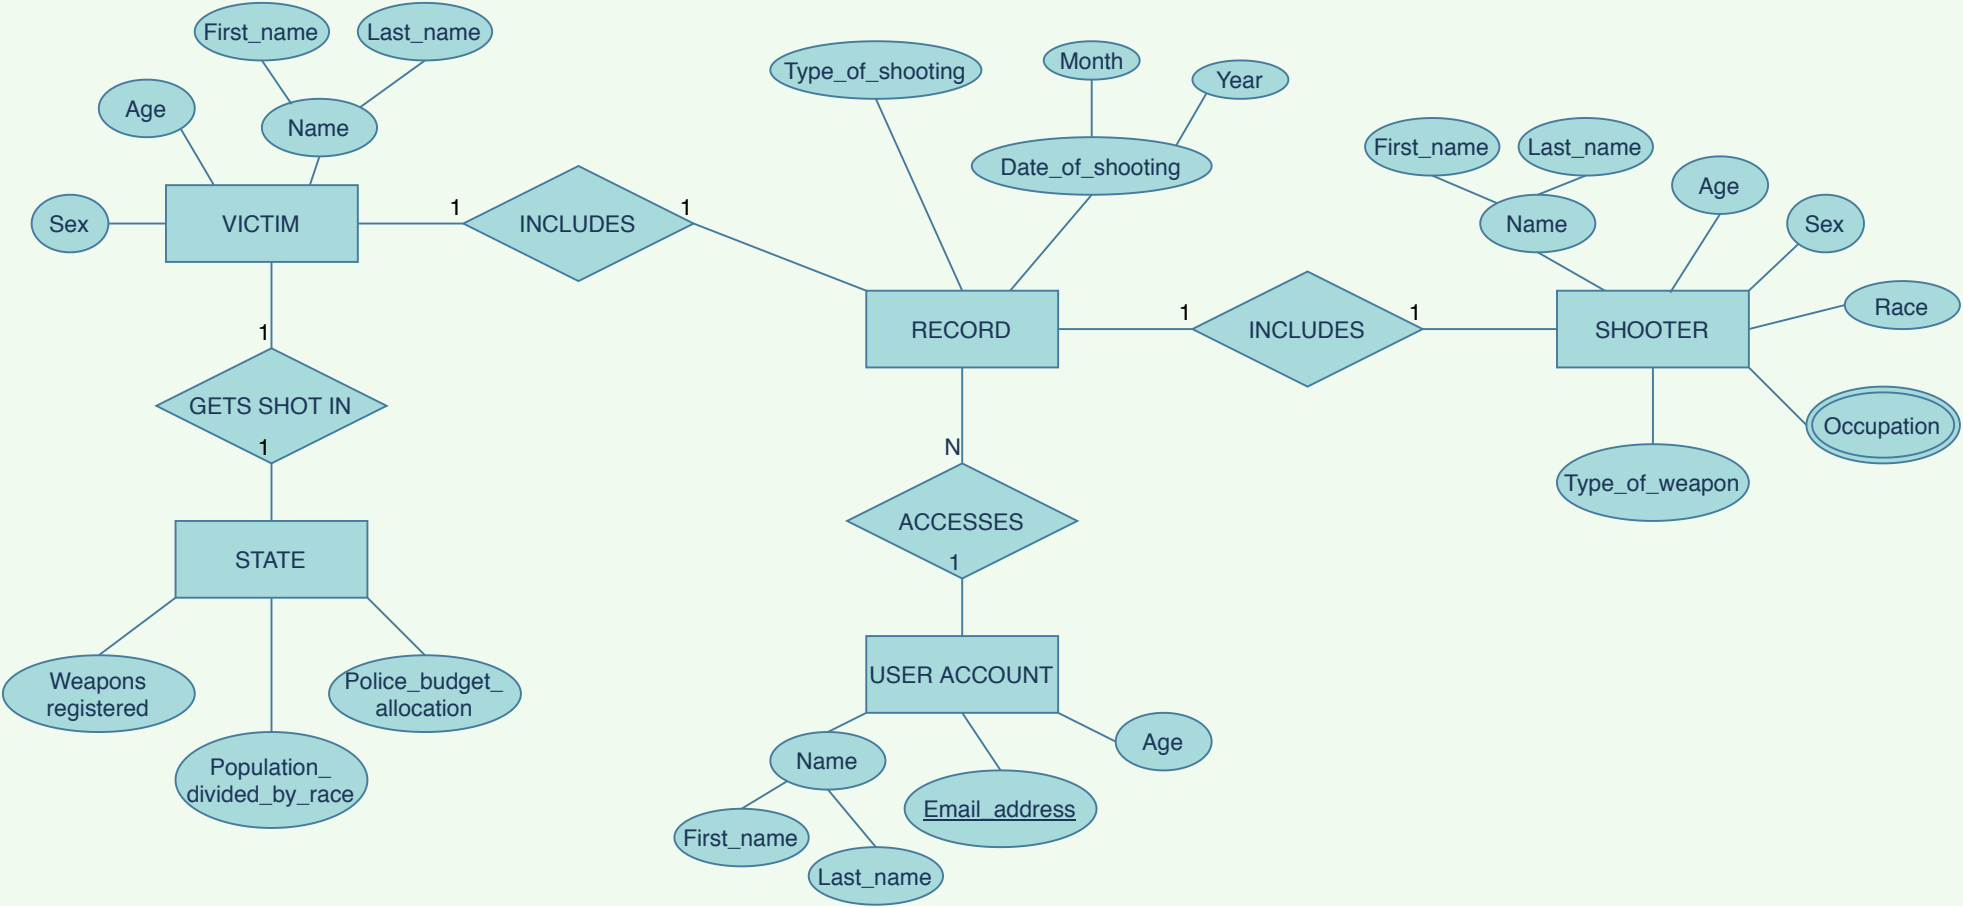 First_name
Last_name
Age
Name
Sex
VICTIM
1
INCLUDES
1
Type_of_shooting
Month
Year
Date_of_shooting
First_name
Last_name
Name
Age
Sex
Race
RECORD
1
INCLUDES
1
SHOOTER
Occupation
Type_of_weapon
1
GETS SHOT IN
1
STATE
Weapons
registered
Population_
divided_by_race
Police_budget_
allocation
N
ACCESSES
1
USER ACCOUNT
Name
Email_address
Age
First_name
Last_name